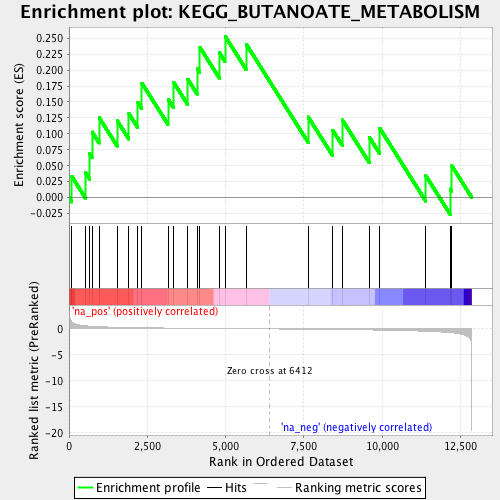 Enrichment plot: KEGG_BUTANOATE_METABOLISM
Enrichment score (ES)
0.250
0.225
0.200
0.175
0.150
0.125
0.100
0.075
0.050
0.025
0.000
-0.025
'na_pos' (positively correlated)
Ranked list metric (PreRanked)
0
-5
-10
-15
-20
Zero cross at 6412
'na_neg' (negatively correlated)
0 2,500 5,000 7,500 10,000 12,500
Rank in Ordered Dataset
Enrichment profile Hits Ranking metric scores